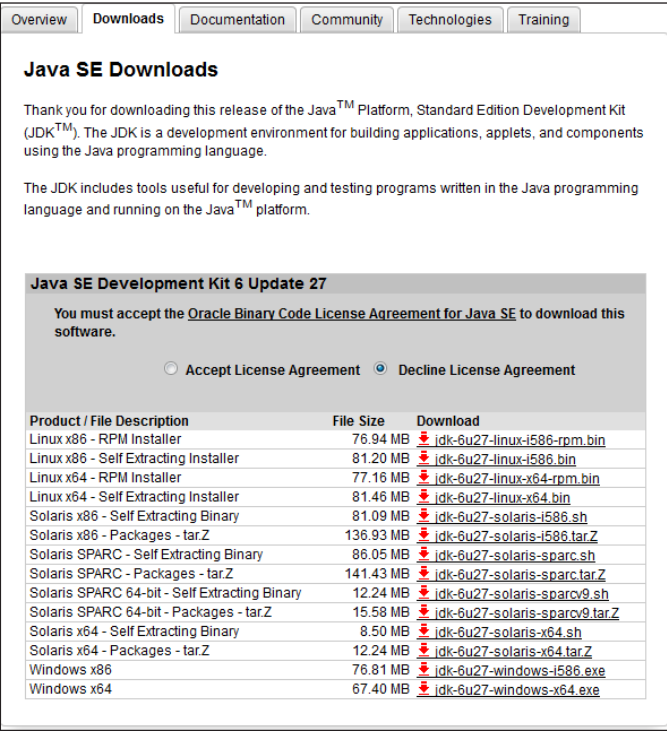 Overview Downloads Documentation Community Technologies Training
Java SE Downloads
Thank you for downloading this release of the Java™ Platform, Standard Edition Development Kit
(JDK™). The JDK is a development environment for building applications, applets, and components
using the Java programming language.
The JDK includes tools useful for developing and testing programs written in the Java programming
language and running on the Java™ platform.
Java SE Development Kit 6 Update 27
You must accept the Oracle Binary Code License Agreement for Java SE to download this
software.
Accept License Agreement Decline License Agreement
Product / File Description File Size Download
Linux x86 - RPM Installer 76.94 MB jdk-6u27-linux-i586-rpm.bin
Linux x86 - Self Extracting Installer 81.20 MB jdk-6u27-linux-i586.bin
Linux x64 - RPM Installer 77.16 MB jdk-6u27-linux-x64-rpm.bin
Linux x64 - Self Extracting Installer 81.46 MB jdk-6u27-linux-x64.bin
Solaris x86 - Self Extracting Binary 81.09 MB jdk-6u27-solaris-i586.sh
Solaris x86 - Packages - tar.Z 136.93 MB jdk-6u27-solaris-i586.tar.Z
Solaris SPARC - Self Extracting Binary 86.05 MB jdk-6u27-solaris-sparc.sh
Solaris SPARC - Packages - tar.Z 141.43 MB jdk-6u27-solaris-sparc.tar.Z
Solaris SPARC 64-bit - Self Extracting Binary 12.24 MB jdk-6u27-solaris-sparcv9.sh
Solaris SPARC 64-bit - Packages - tar.Z 15.58 MB jdk-6u27-solaris-sparcv9.tar.Z
Solaris x64 - Self Extracting Binary 8.50 MB jdk-6u27-solaris-x64.sh
Solaris x64 - Packages - tar.Z 12.24 MB jdk-6u27-solaris-x64.tar.Z
Windows x86 76.81 MB jdk-6u27-windows-i586.exe
Windows x64 67.40 MB jdk-6u27-windows-x64.exe